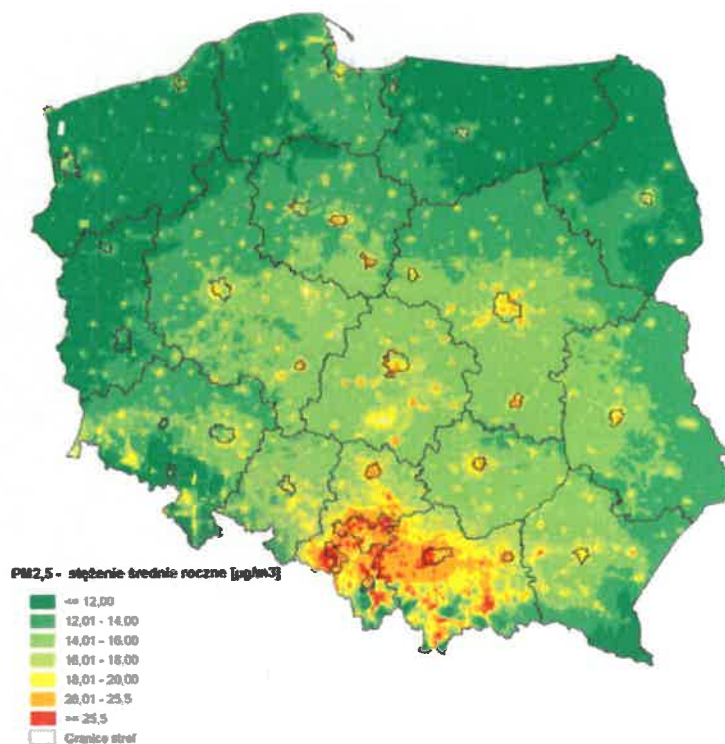 PM2,5 - stężenie średnie roczne [µg/m3]
<= 12,00
12,01 - 14,00
14,01 - 16,00
16,01 - 18,00
18,01 - 20,00
20,01 - 25,5
>= 25,5
Granice stref